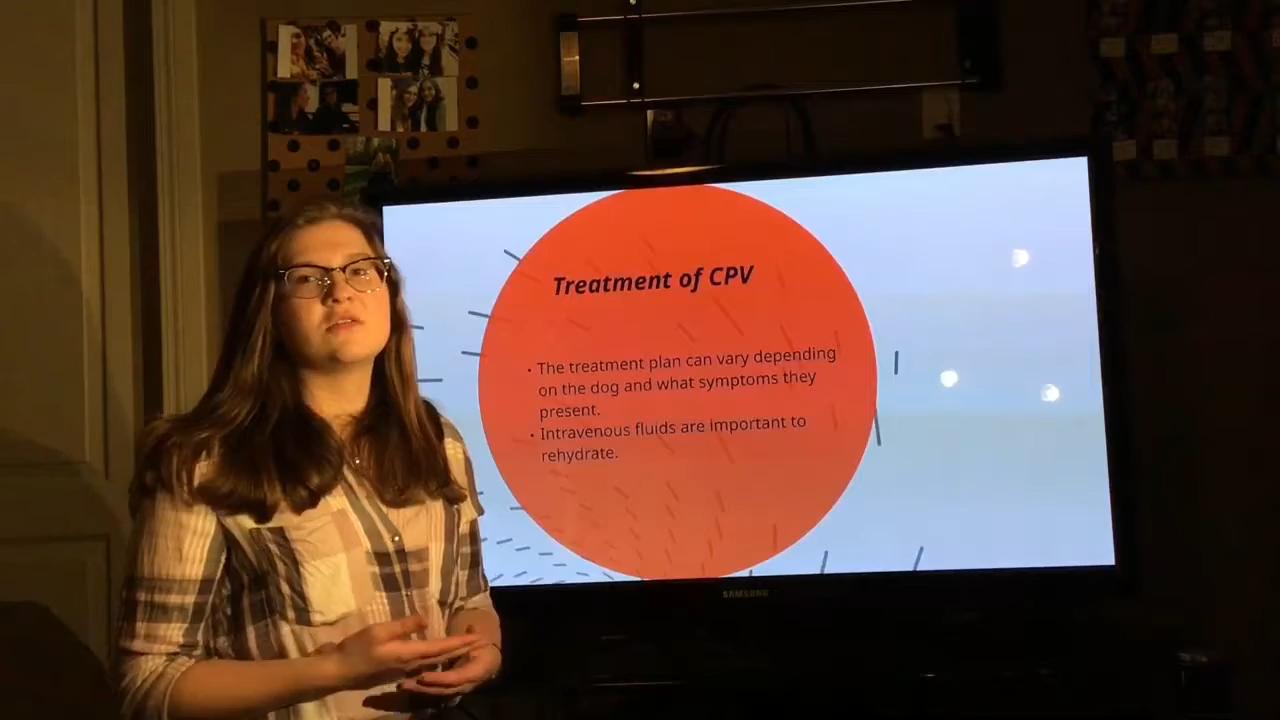 Treatment of CPV
• The treatment plan can vary depending
on the dog and what symptoms they
present.
• Intravenous fluids are important to
rehydrate.
SAMSUNG